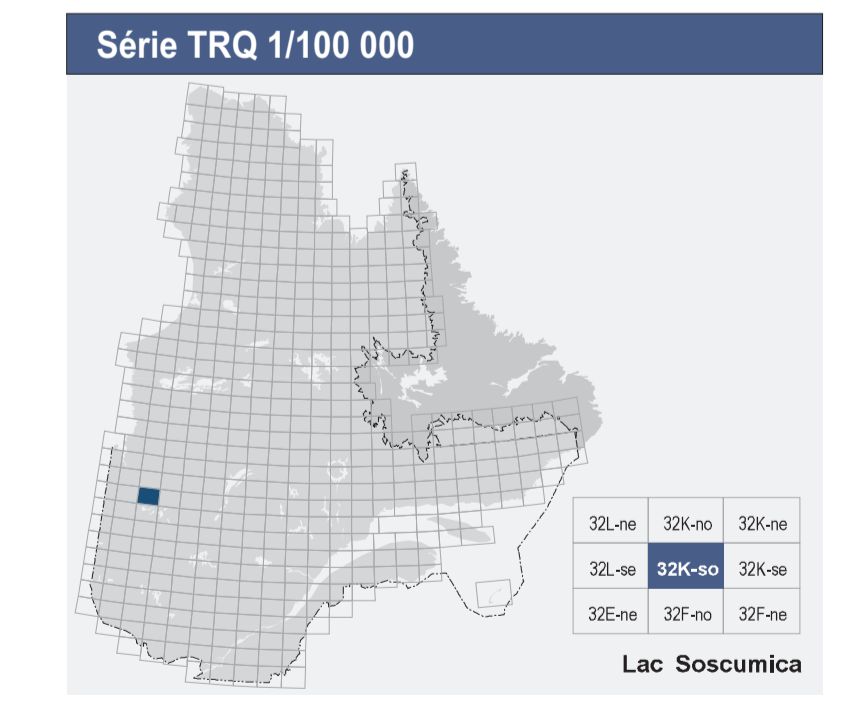 Série TRQ 1/100 000
32L-ne 32K-no 32K-ne
32L-se 32K-so 32K-se
32E-ne 32F-no 32F-ne
Lac Soscumica